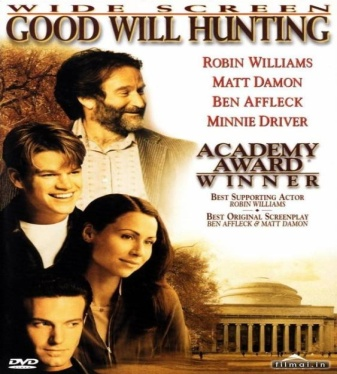 WIDE SCREEN
GOOD WILL HUNTING
ROBIN WILLIAMS
MATT DAMON
BEN AFFLECK
MINNIE DRIVER
ACADEMY
AWARD
WINNER
BEST SUPPORTING ACTOR
ROBIN WILLIAMS
BEST ORIGINAL SCREENPLAY
BEN AFFLECK & MATT DAMON
DVD
filmai.in